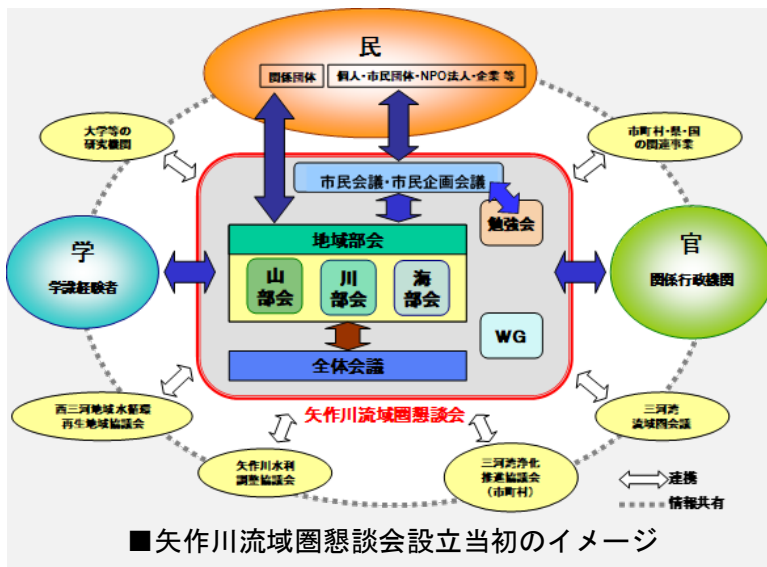 民
関係団体
個人・市民団体・NPO法人・企業 等
大学等の
研究機関
市町村・県・国
の関連事業
市民会議・市民企画会議
勉強会
地域部会
山
部会
川
部会
海
部会
学
学識経験者
官
関係行政機関
WG
全体会議
矢作川流域圏懇談会
西三河地域水循環
再生地域協議会
三河湾
流域圏会議
矢作川水利
調整協議会
三河湾浄化
推進協議会
(市町村)
連携
情報共有
■矢作川流域圏懇談会設立当初のイメージ